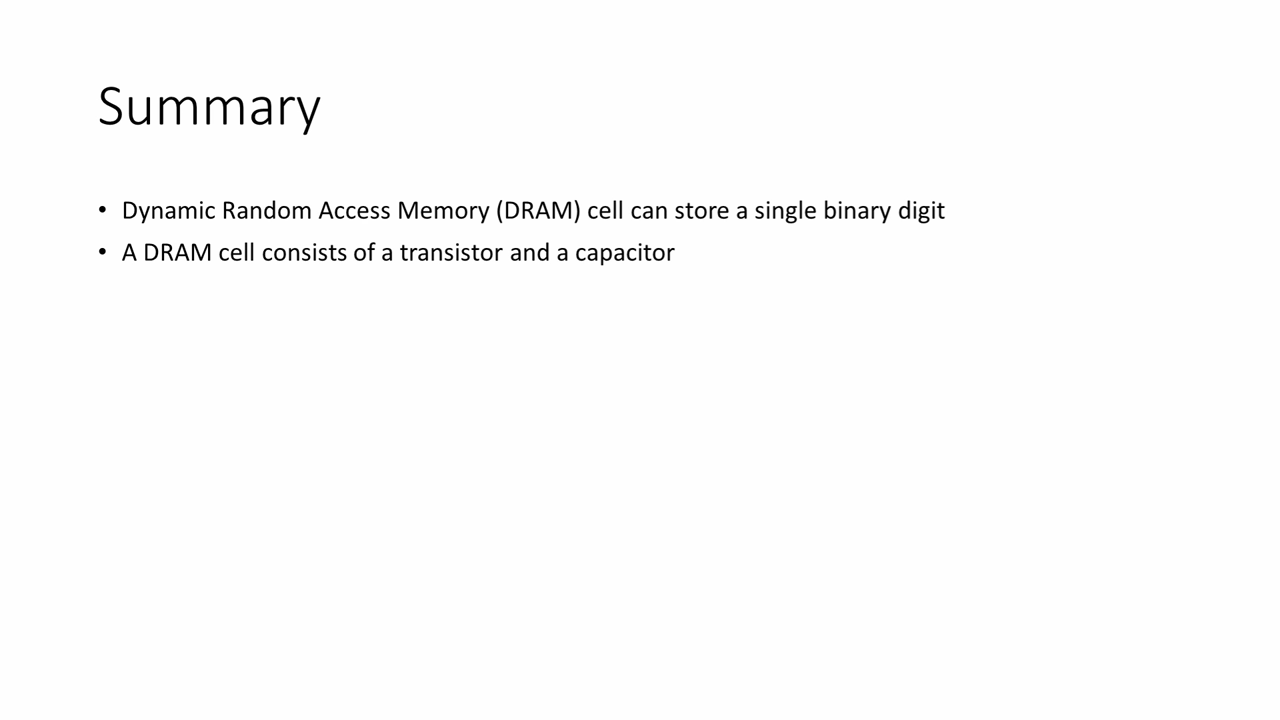 Summary
• Dynamic Random Access Memory (DRAM) cell can store a single binary digit
• A DRAM cell consists of a transistor and a capacitor